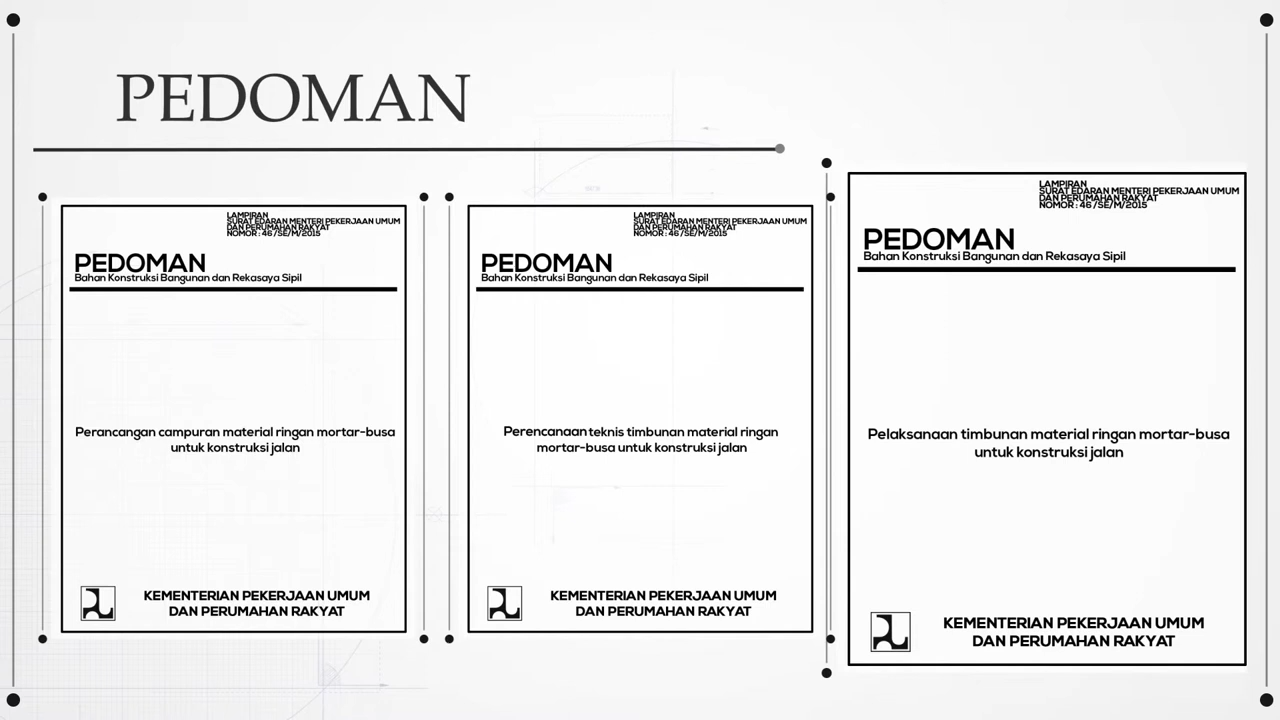 PEDOMAN
LAMPIRAN
SURAT EDARAN MENTERI PEKERJAAN UMUM
DAN PERUMAHAN RAKYAT
NOMOR : 46 /SE/M/2015
PEDOMAN
Bahan Konstruksi Bangunan dan Rekasaya Sipil
Perancangan campuran material ringan mortar-busa
untuk konstruksi jalan
KEMENTERIAN PEKERJAAN UMUM
DAN PERUMAHAN RAKYAT
LAMPIRAN
SURAT EDARAN MENTERI PEKERJAAN UMUM
DAN PERUMAHAN RAKYAT
NOMOR : 46 /SE/M/2015
PEDOMAN
Bahan Konstruksi Bangunan dan Rekasaya Sipil
Perencanaan teknis timbunan material ringan
mortar-busa untuk konstruksi jalan
KEMENTERIAN PEKERJAAN UMUM
DAN PERUMAHAN RAKYAT
LAMPIRAN
SURAT EDARAN MENTERI PEKERJAAN UMUM
DAN PERUMAHAN RAKYAT
NOMOR : 46 /SE/M/2015
PEDOMAN
Bahan Konstruksi Bangunan dan Rekasaya Sipil
Pelaksanaan timbunan material ringan mortar-busa
untuk konstruksi jalan
KEMENTERIAN PEKERJAAN UMUM
DAN PERUMAHAN RAKYAT